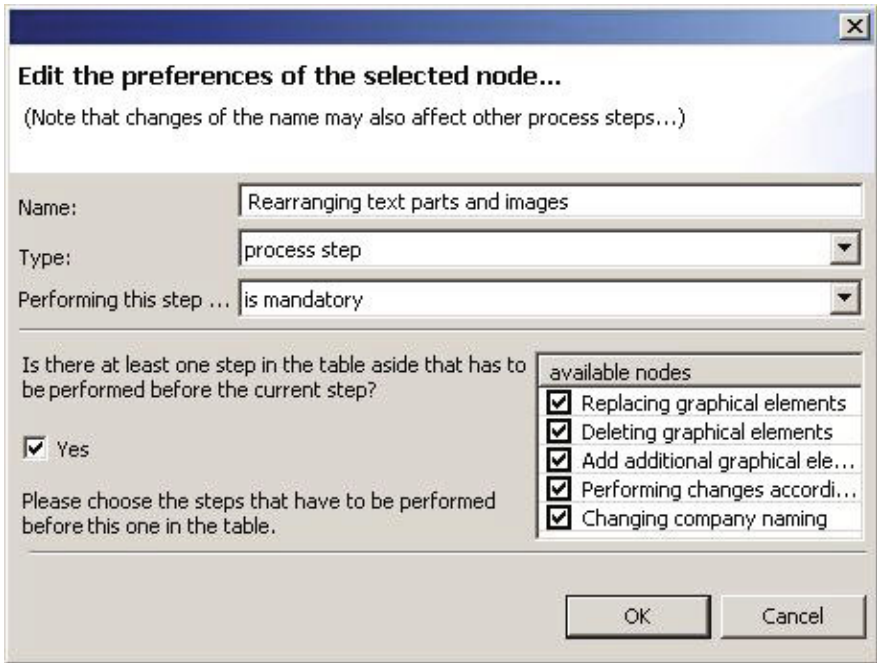 Edit the preferences of the selected node...
(Note that changes of the name may also affect other process steps...)
Name:
Rearranging text parts and images
Type:
process step
Performing this step ...
is mandatory
Is there at least one step in the table aside that has to
be performed before the current step?
Yes
Please choose the steps that have to be performed
before this one in the table.
available nodes
Replacing graphical elements
Deleting graphical elements
Add additional graphical ele...
Performing changes accordi...
Changing company naming
OK
Cancel